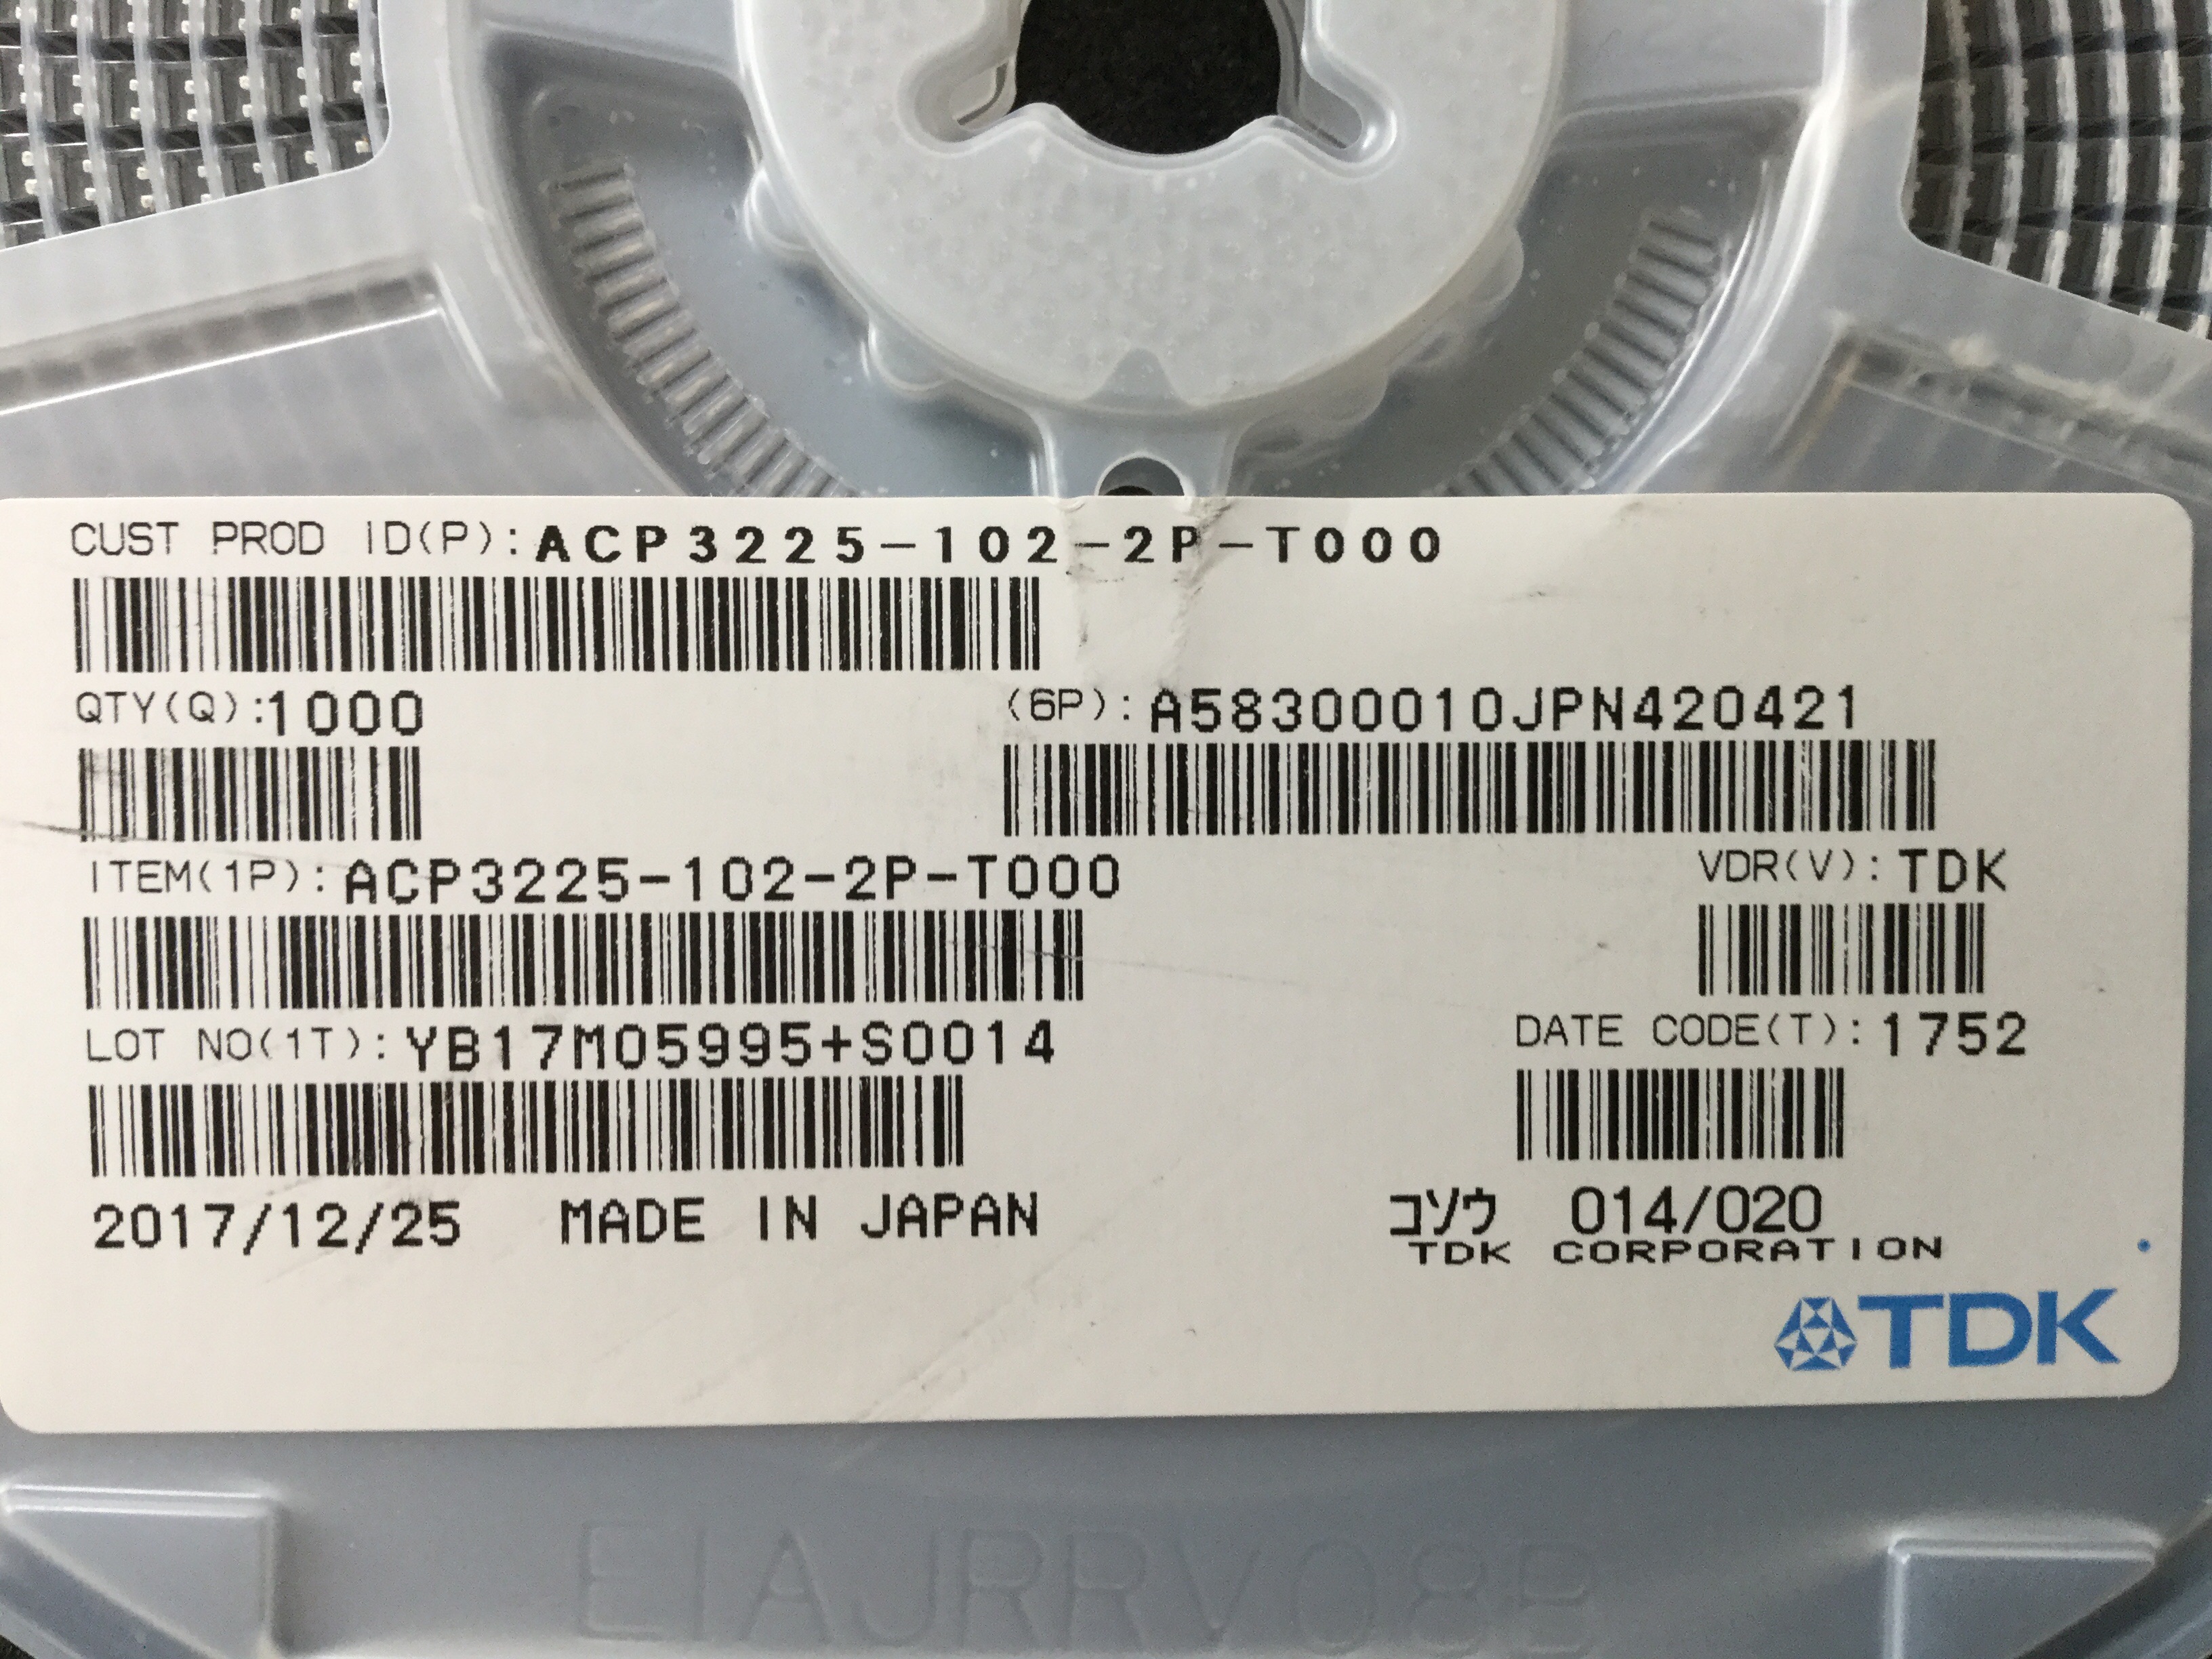 CUST PROD ID(P):ACP3225-102-2P-T000
QTY(Q):1000
(6P):A58300010JPN420421
ITEM(1P):ACP3225-102-2P-T000
VDR(V):TDK
LOT NO(1T):YB17M05995+S0014
DATE CODE(T):1752
2017/12/25 MADE IN JAPAN
コソウ 014/020
TDK CORPORATION
TDK
EIAJRRV08B